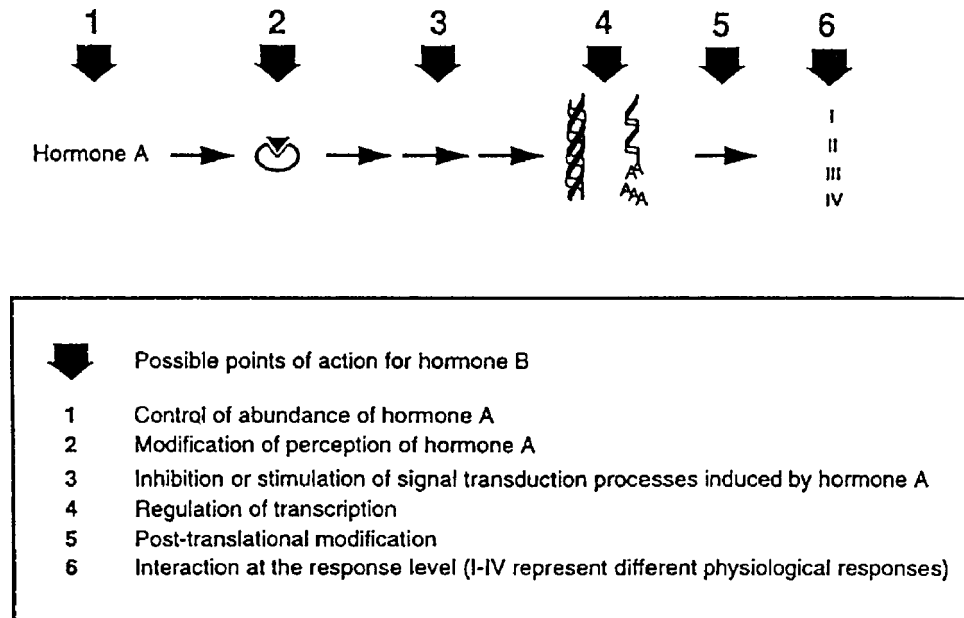 1 2 3 4 5 6
Hormone A
I
II
III
IV
A A
A A A
Possible points of action for hormone B
1 Control of abundance of hormone A
2 Modification of perception of hormone A
3 Inhibition or stimulation of signal transduction processes induced by hormone A
4 Regulation of transcription
5 Post-translational modification
6 Interaction at the response level (I-IV represent different physiological responses)